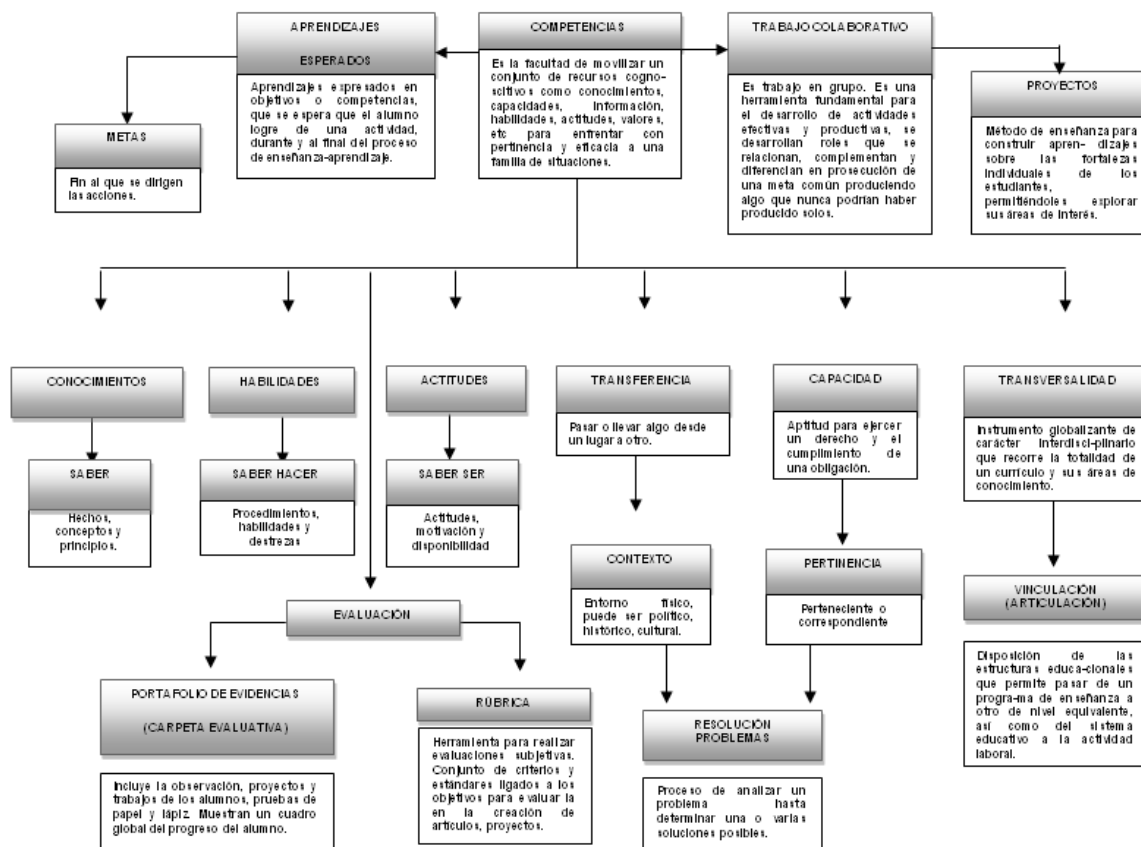 APRENDIZAJES
ESPERADOS
Aprendizajes expresados en
objetivos o competencias,
que se espera que el alumno
logre de una actividad,
durante y al final del proceso
de enseñanza-aprendizaje.
COMPETENCIAS
Es la facultad de movilizar un
conjunto de recursos cogno-
scitivos como conocimientos,
capacidades, información,
habilidades, actitudes, valores,
etc para enfrentar con
pertinencia y eficacia a una
familia de situaciones.
TRABAJO COLABORATIVO
Es trabajo en grupo. Es una
herramienta fundamental para
el desarrollo de actividades
efectivas y productivas, se
desarrollan roles que se
relacionan, complementan y
diferencian en prosecución de
una meta común produciendo
algo que nunca podrían haber
producido solos.
PROYECTOS
Método de enseñanza para
construir apren- dizajes
sobre las fortalezas
individuales de los
estudiantes,
permitiéndoles explorar
sus áreas de interés.
METAS
Fin al que se dirigen
las acciones.
CONOCIMIENTOS
HABILIDADES
ACTITUDES
TRANSFERENCIA
Pasar o llevar algo desde
un lugar a otro.
CAPACIDAD
Aptitud para ejercer
un derecho y el
cumplimiento de
una obligación.
TRANSVERSALIDAD
Instrumento globalizante de
carácter interdisci-plinario
que recorre la totalidad de
un currículo y sus áreas de
conocimiento.
SABER
Hechos,
conceptos y
principios.
SABER HACER
Procedimientos,
habilidades y
destrezas
SABER SER
Actitudes,
motivación y
disponibilidad
CONTEXTO
Entorno físico,
puede ser político,
histórico, cultural.
PERTINENCIA
Perteneciente o
correspondiente
VINCULACIÓN
(ARTICULACIÓN)
Disposición de las
estructuras educa-cionales
que permite pasar de un
progra-ma de enseñanza a
otro de nivel equivalente,
así como del sistema
educativo a la actividad
laboral.
EVALUACIÓN
PORTAFOLIO DE EVIDENCIAS
(CARPETA EVALUATIVA)
Incluye la observación, proyectos y
trabajos de los alumnos, pruebas de
papel y lápiz. Muestran un cuadro
global del progreso del alumno.
RÚBRICA
Herramienta para realizar
evaluaciones subjetivas.
Conjunto de criterios y
estándares ligados a los
objetivos para evaluar la
en la creación de
artículos, proyectos.
RESOLUCIÓN
PROBLEMAS
Proceso de analizar un
problema hasta
determinar una o varias
soluciones posibles.